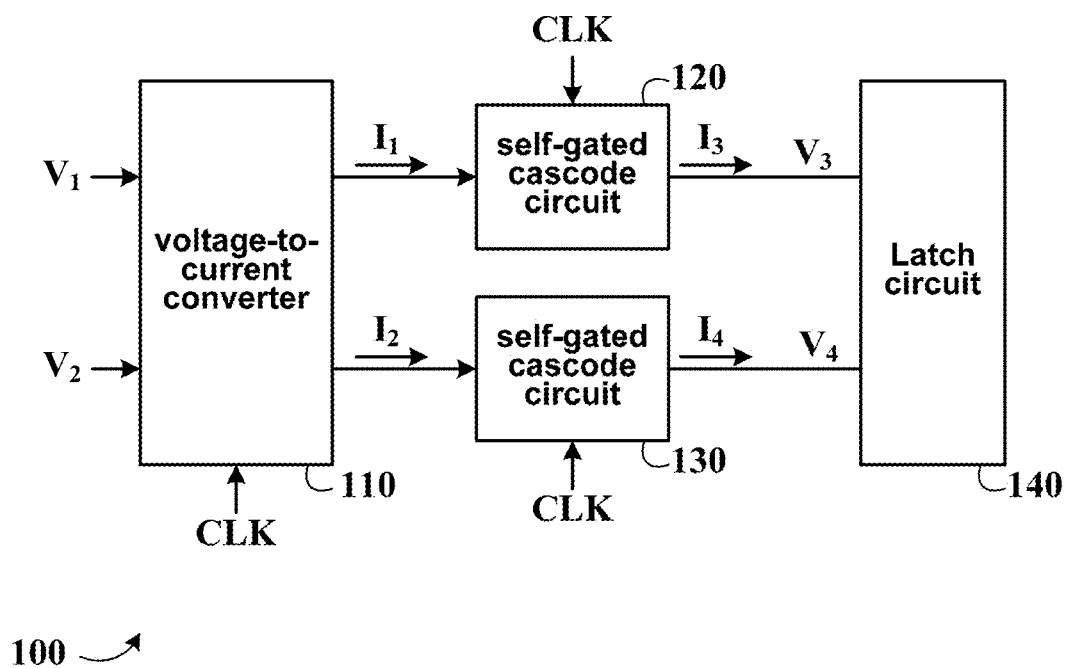 CLK
120
V₁
I₁
self-gated
cascode
circuit
I₃
V₃
voltage-to-
current
converter
Latch
circuit
V₂
I₂
self-gated
cascode
circuit
I₄
V₄
110
CLK
130
CLK
140
100